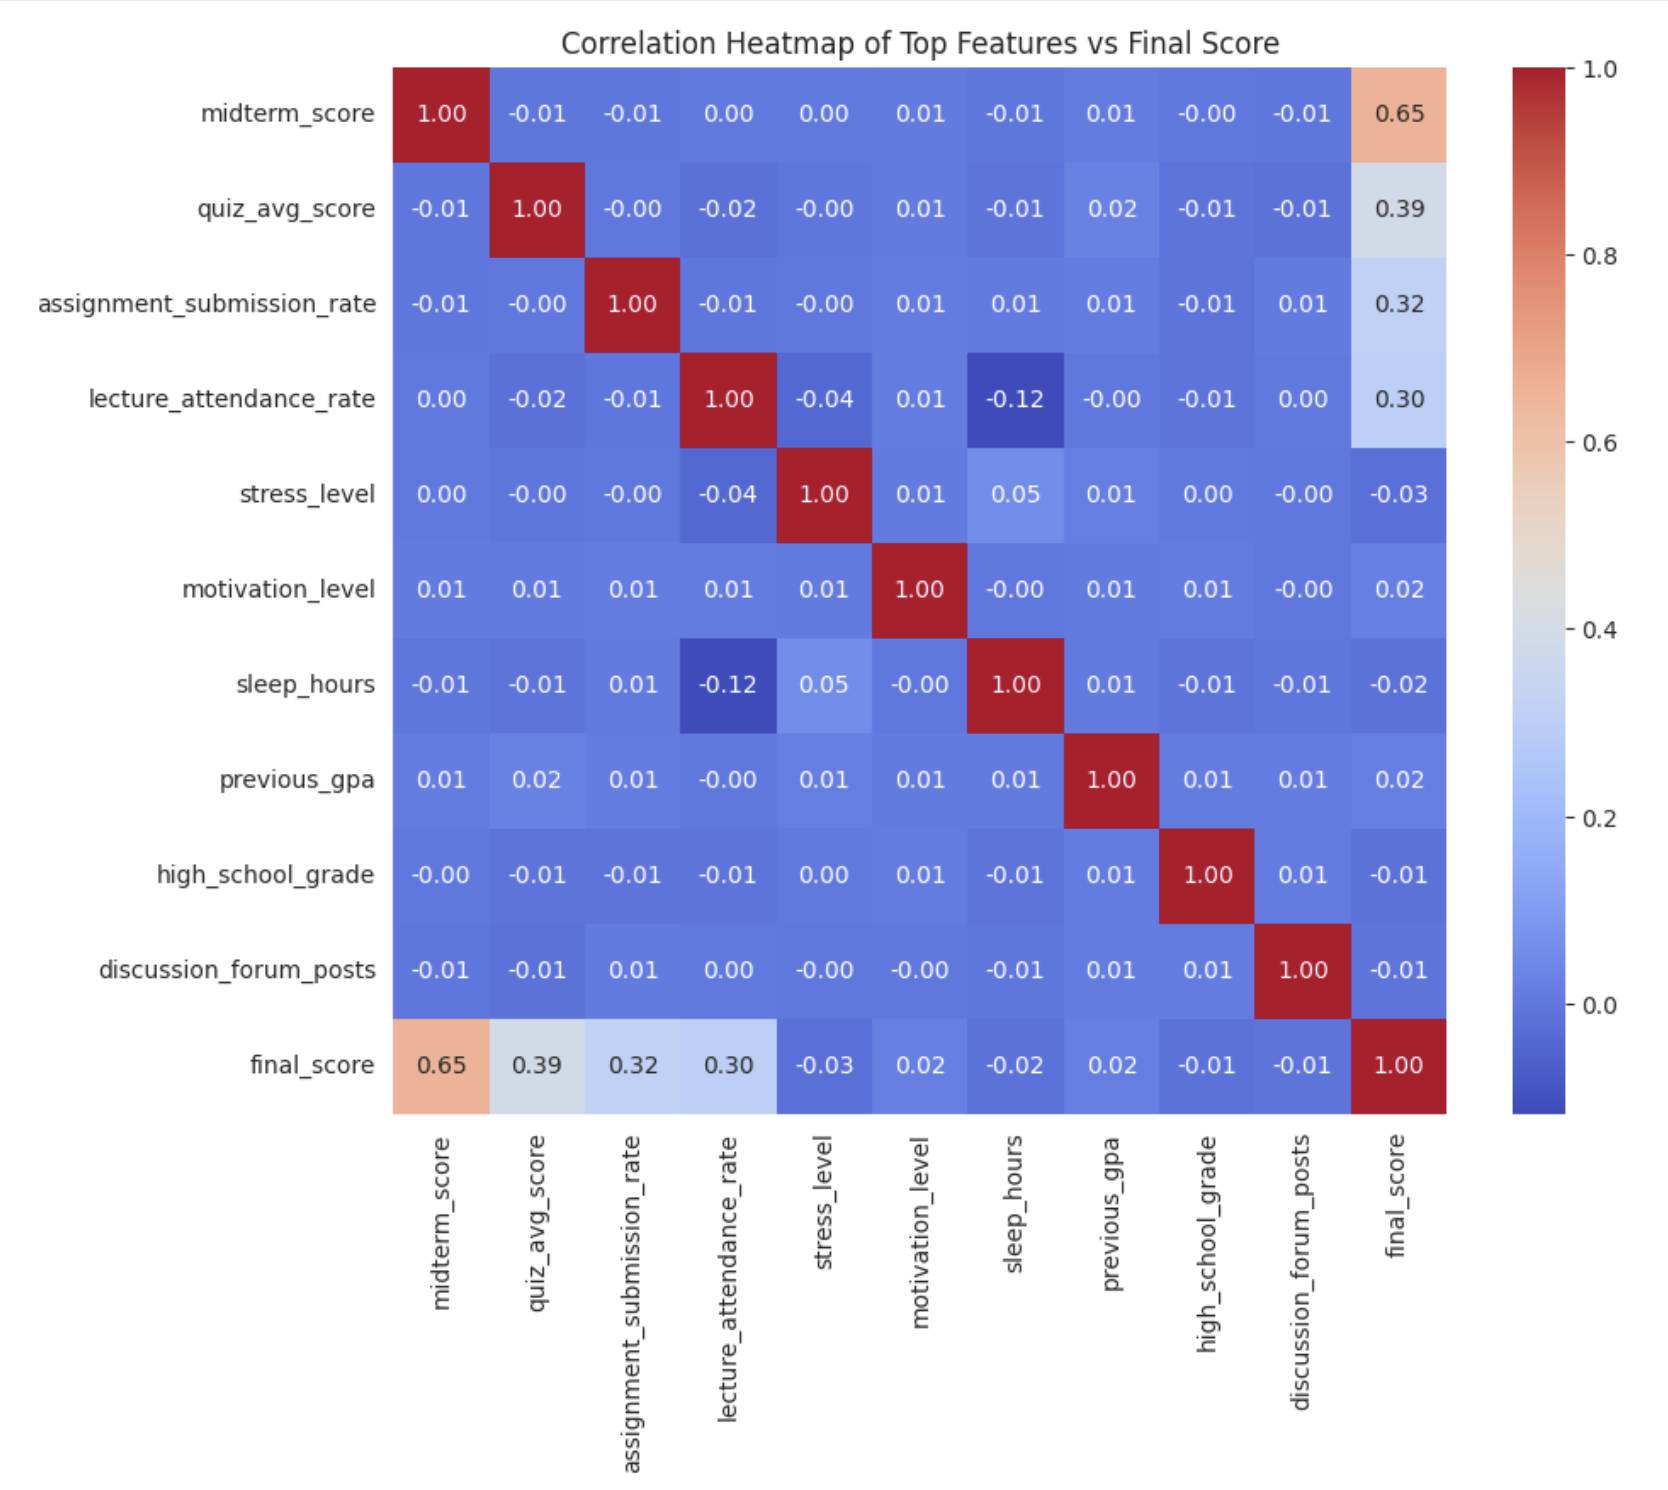 Correlation Heatmap of Top Features vs Final Score
midterm_score 1.00 -0.01 -0.01 0.00 0.00 0.01 -0.01 0.01 -0.00 -0.01 0.65
quiz_avg_score -0.01 1.00 -0.00 -0.02 -0.00 0.01 -0.01 0.02 -0.01 -0.01 0.39
assignment_submission_rate -0.01 -0.00 1.00 -0.01 -0.00 0.01 0.01 0.01 -0.01 0.01 0.32
lecture_attendance_rate 0.00 -0.02 -0.01 1.00 -0.04 0.01 -0.12 -0.00 -0.01 0.00 0.30
stress_level 0.00 -0.00 -0.00 -0.04 1.00 0.01 0.05 0.01 0.00 -0.00 -0.03
motivation_level 0.01 0.01 0.01 0.01 0.01 1.00 -0.00 0.01 0.01 -0.00 0.02
sleep_hours -0.01 -0.01 0.01 -0.12 0.05 -0.00 1.00 0.01 -0.01 -0.01 -0.02
previous_gpa 0.01 0.02 0.01 -0.00 0.01 0.01 0.01 1.00 0.01 0.01 0.02
high_school_grade -0.00 -0.01 -0.01 -0.01 0.00 0.01 -0.01 0.01 1.00 0.01 -0.01
discussion_forum_posts -0.01 -0.01 0.01 0.00 -0.00 -0.00 -0.01 0.01 0.01 1.00 -0.01
final_score 0.65 0.39 0.32 0.30 -0.03 0.02 -0.02 0.02 -0.01 -0.01 1.00
midterm_score
quiz_avg_score
assignment_submission_rate
lecture_attendance_rate
stress_level
motivation_level
sleep_hours
previous_gpa
high_school_grade
discussion_forum_posts
final_score
1.0
0.8
0.6
0.4
0.2
0.0